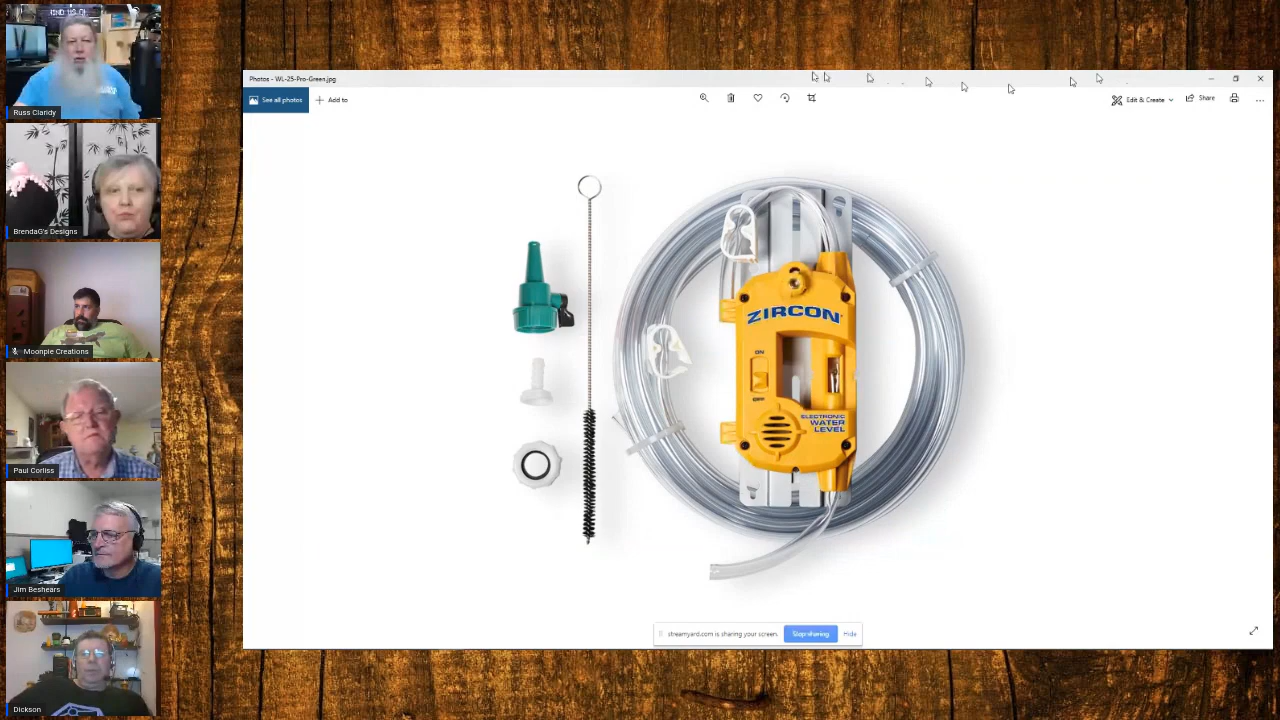 Russ Claridy
BrendaG's Designs
Moonpie Creations
Paul Corliss
Jim Beshears
Dickson
Photos - WL-25-Pro-Green.jpg
See all photos
Add to
Edit & Create
Share
ZIRCON
ON
OFF
ELECTRONIC
WATER
LEVEL
streamyard.com is sharing your screen.
Stop sharing
Hide